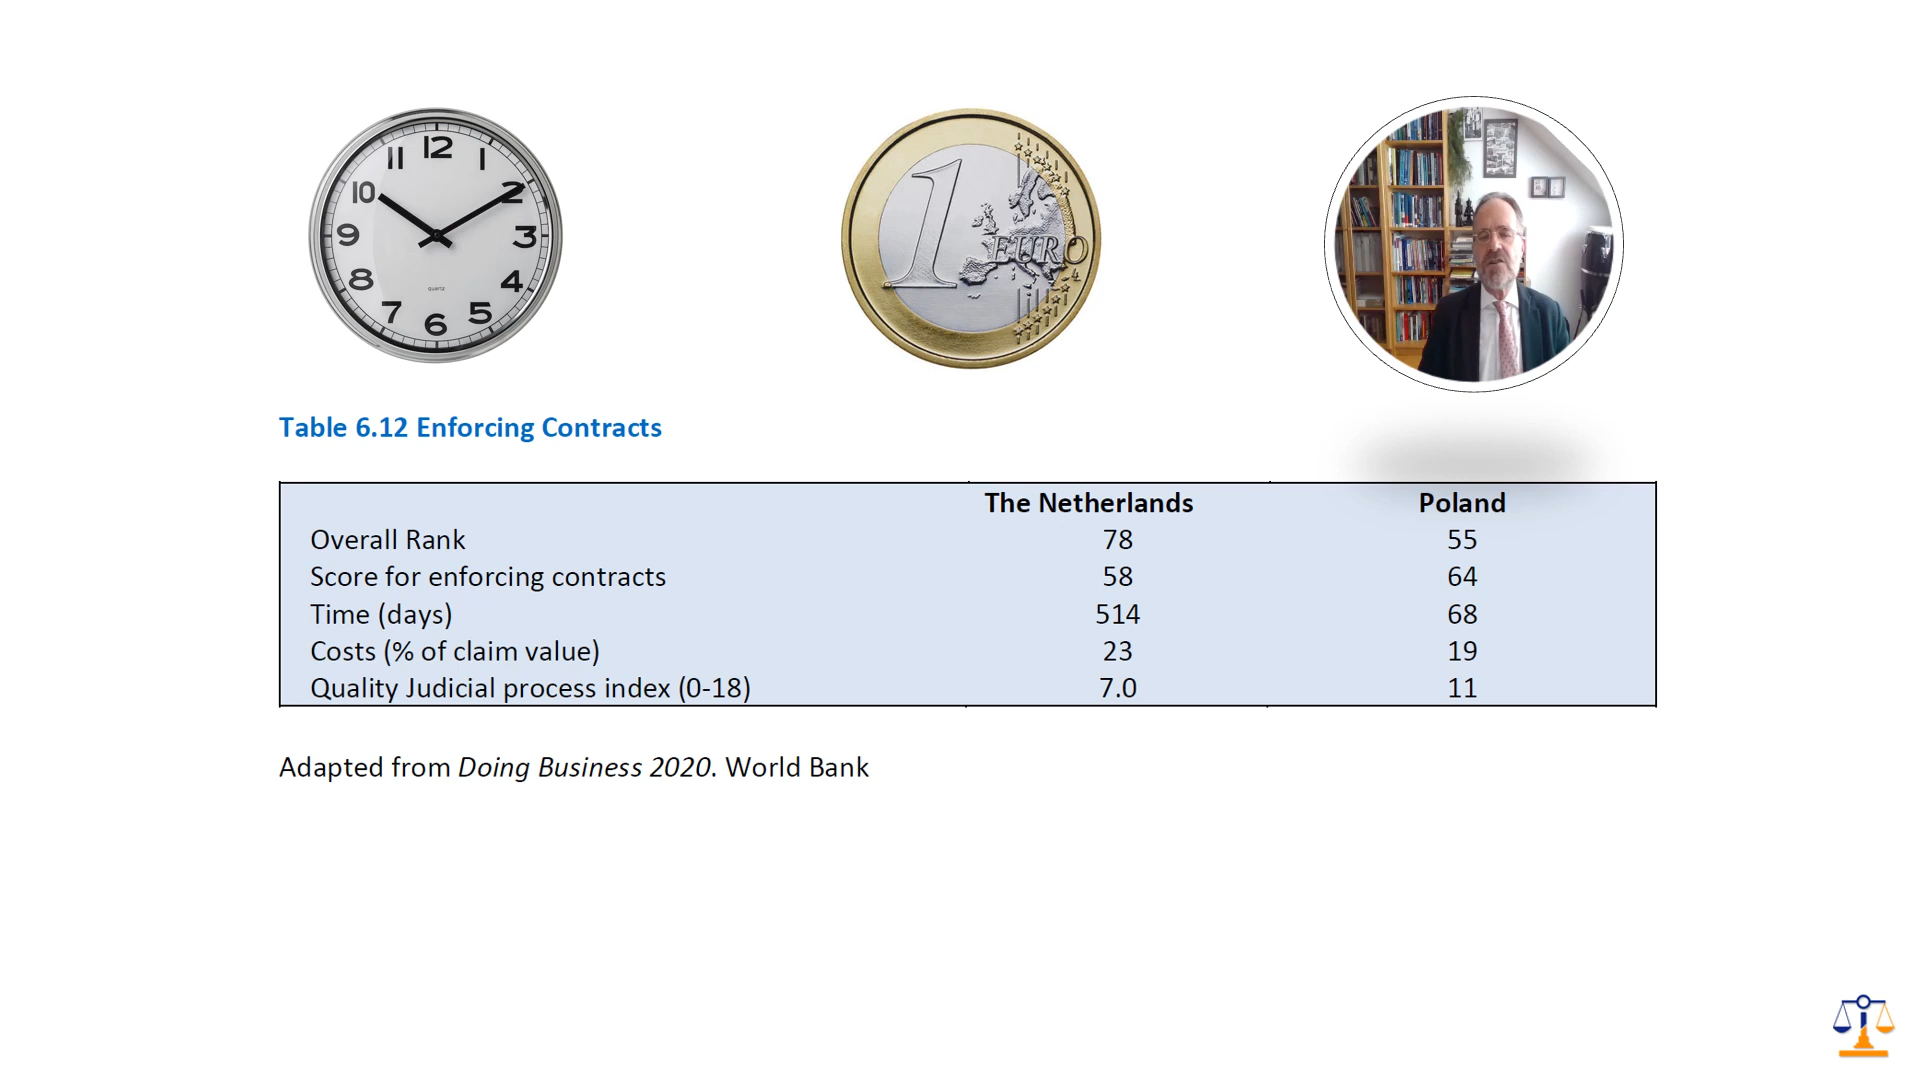 12
11
1
10
2
9
3
8
4
7
5
6
quartz
1
EURO
Table 6.12 Enforcing Contracts
The Netherlands Poland
Overall Rank 78 55
Score for enforcing contracts 58 64
Time (days) 514 68
Costs (% of claim value) 23 19
Quality Judicial process index (0-18) 7.0 11
Adapted from Doing Business 2020. World Bank